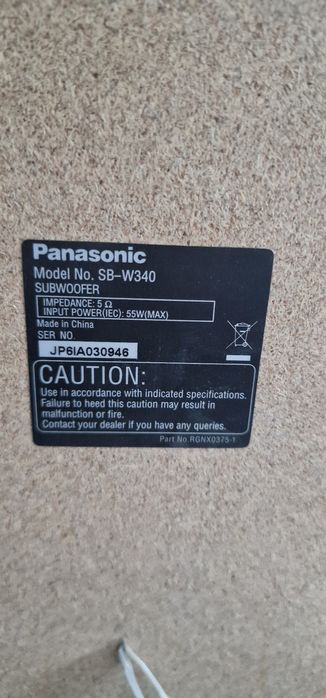 Panasonic
Model No. SB-W340
SUBWOOFER
IMPEDANCE: 5 Ω
INPUT POWER(IEC): 55W(MAX)
Made in China
SER NO.
JP6IA030946
CAUTION:
Use in accordance with indicated specifications.
Failure to heed this caution may result in
malfunction or fire.
Contact your dealer if you have any queries.
Part No.RGNX0375-1